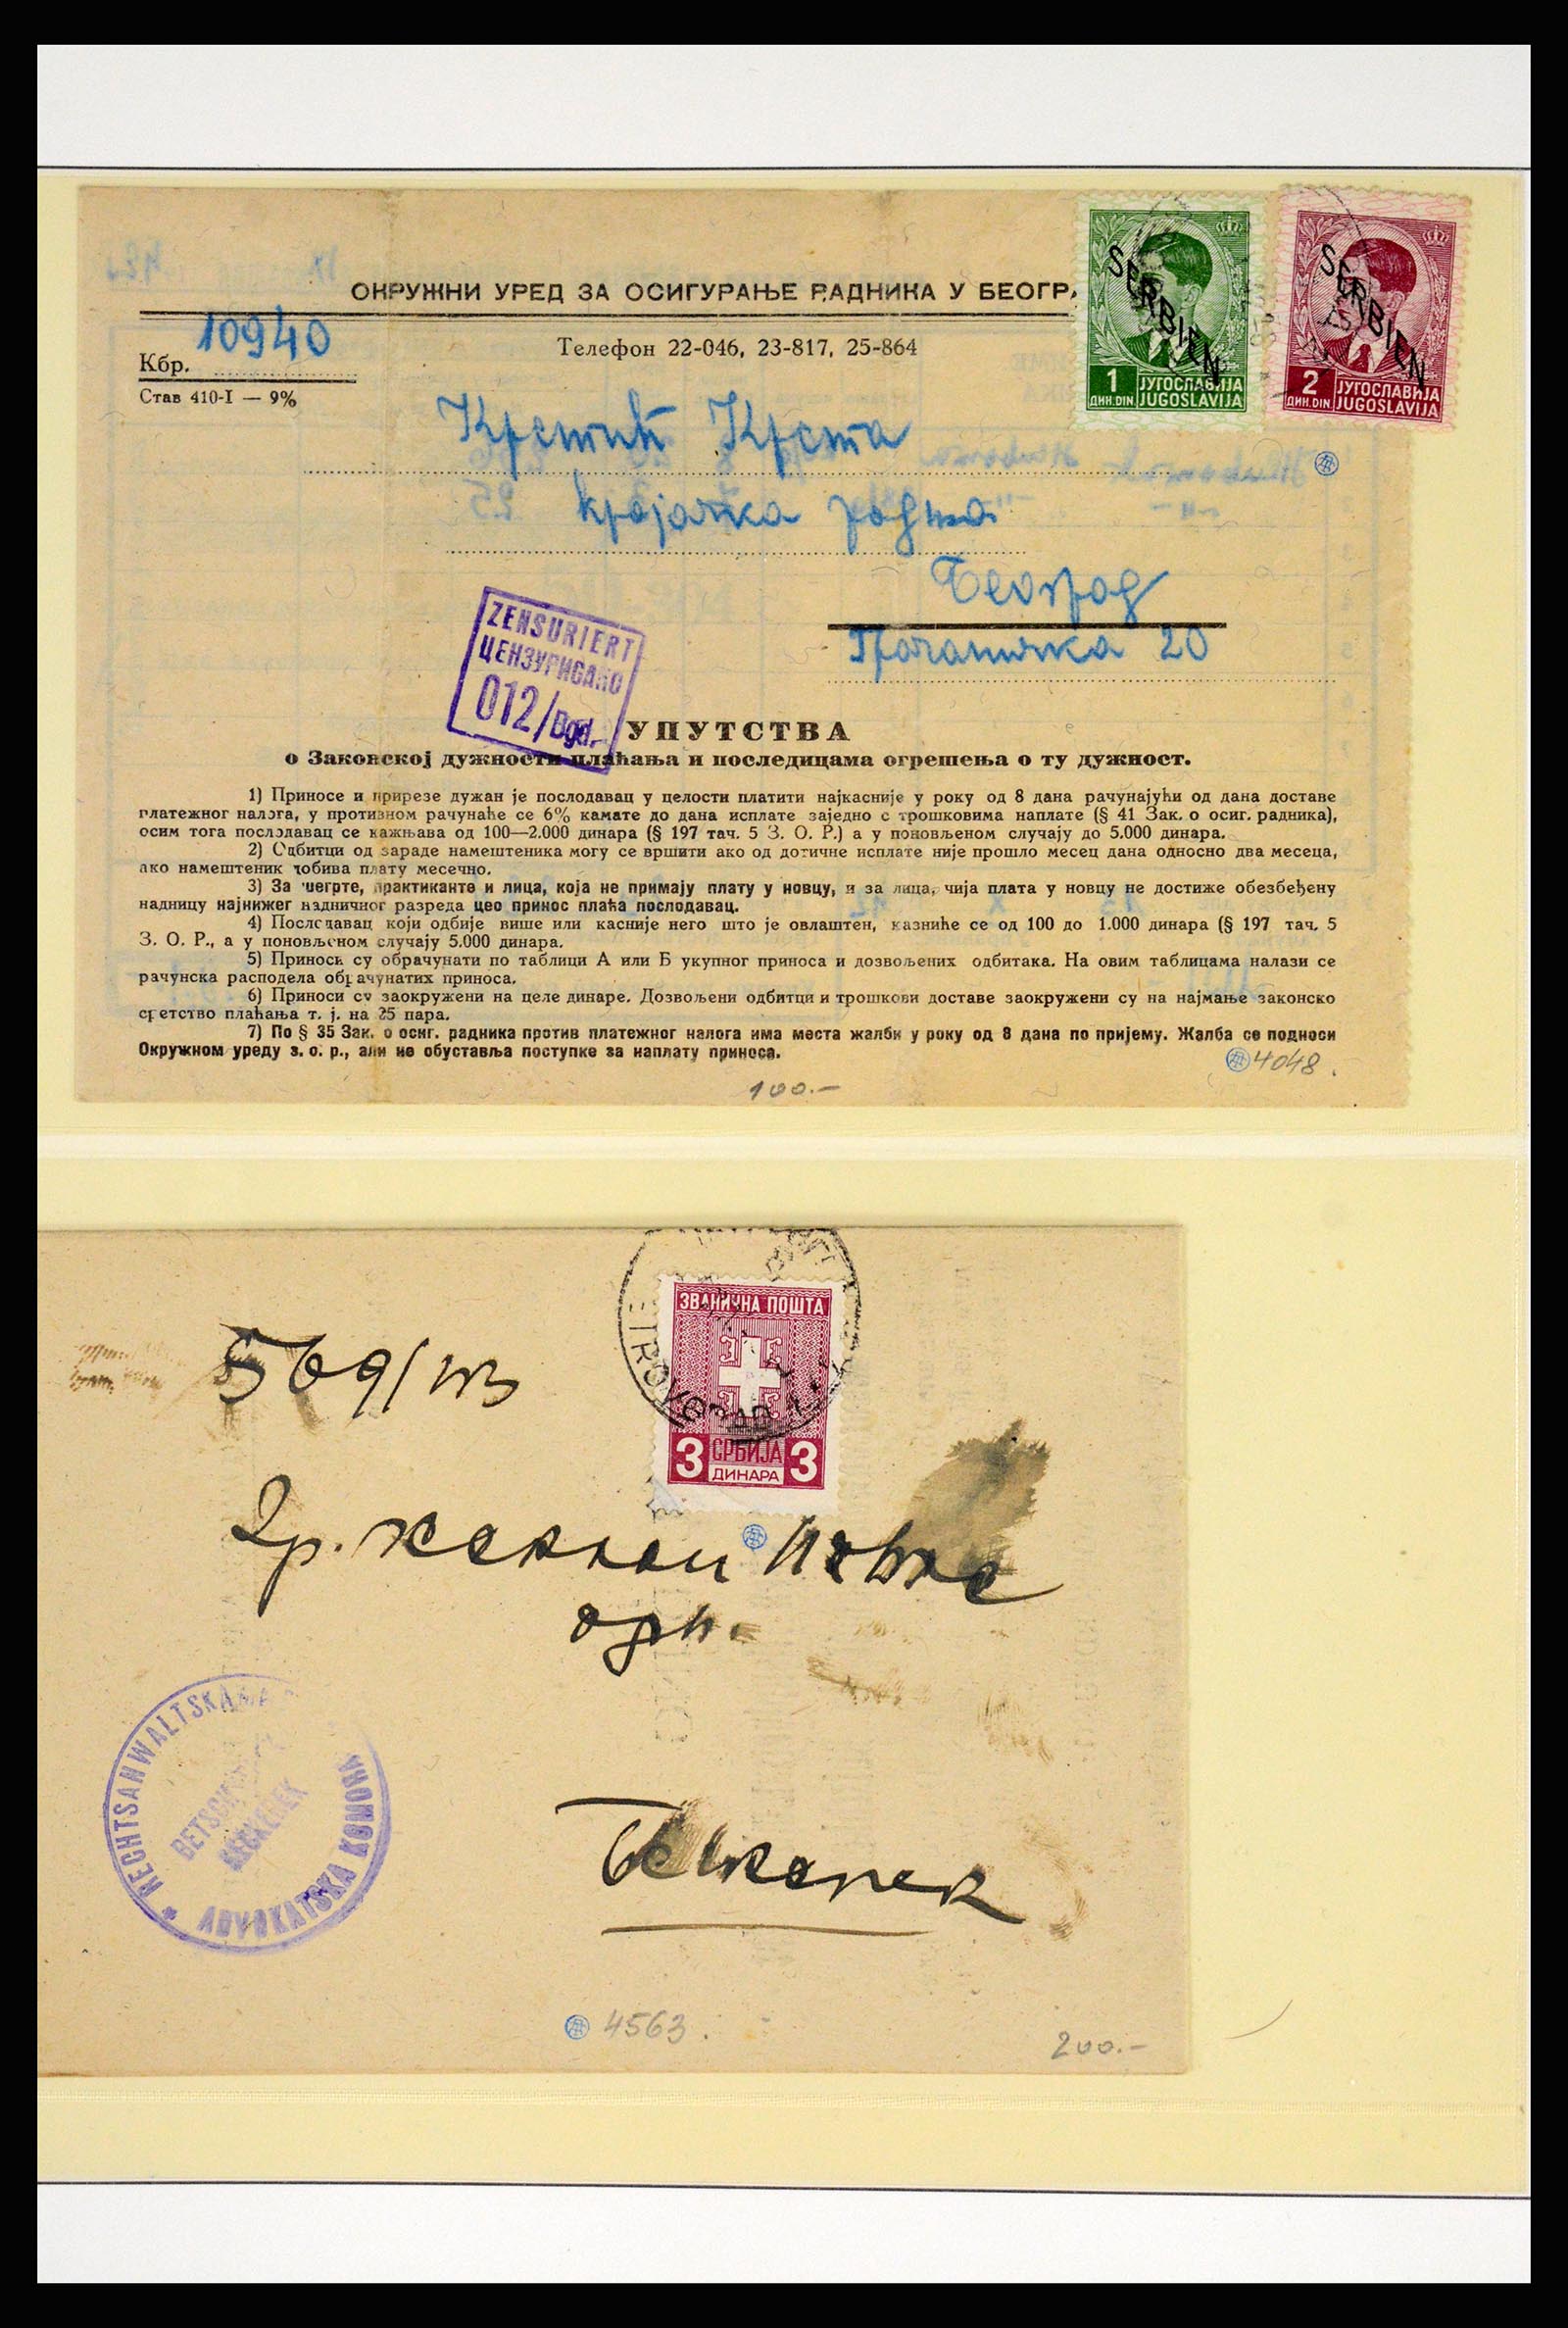 ОКРУЖНИ УРЕД ЗА ОСИГУРАЊЕ РАДНИКА У БЕОГР
10940
Кбр.
Телефон 22-046, 23-817, 25-864
Став 410-I — 9%
SERBIEN
1 ДИН. DIN. ЈУГОСЛАВИЈА JUGOSLAVIJA
SERBIEN
2 ДИН. DIN. ЈУГОСЛАВИЈА JUGOSLAVIJA
Крстић Крста
кројачка радња
Београд
Грачаничка 20
ZENSURIERT
ЦЕНЗУРИСАНО
012/Bgd.
УПУТСТВА
о Законској дужности плаћања и последицама огрешења о ту дужност.
1) Приносе и прирезе дужан је послодавац у целости платити најкасније у року од 8 дана рачунајући од дана доставе
платежног налога, у противном рачунаће се 6% камате до дана исплате заједно с трошковима наплате (§ 41 Зак. о осиг. радника),
осим тога послодавац се кажњава од 100—2.000 динара (§ 197 тач. 5 З. О. Р.) а у поновљеном случају до 5.000 динара.
2) Одбитци од зараде намештеника могу се вршити ако од дотичне исплате није прошло месец дана односно два месеца,
ако намештеник добива плату месечно.
3) За шегрте, практиканте и лица, која не примају плату у новцу, и за лица, чија плата у новцу не достиже обезбеђену
надницу најнижег надничног разреда цео принос плаћа послодавац.
4) Послодавац који одбије више или касније него што је овлаштен, казниће се од 100 до 1.000 динара (§ 197 тач. 5
З. О. Р., а у поновљеном случају 5.000 динара.
5) Приноси су обрачунати по таблици А или Б укупног приноса и дозвољених одбитака. На овим таблицама налази се
рачунска расподела обрачунатих приноса.
6) Приноси су заокружени на целе динаре. Дозвољени одбитци и трошкови доставе заокружени су на најмање законско
сретство плаћања т. ј. на 25 пара.
7) По § 35 Зак. о осиг. радника против платежног налога има места жалби у року од 8 дана по пријему. Жалба се подноси
Окружном уреду з. о. р., али не обуставља поступке за наплату приноса.
4048.
100.—
ЗВАНИЧНА ПОШТА
3 СРБИЈА 3
ДИНАРА
569/
Бечкерек
RECHTSANWALTSKAMMER
BECKEREK
ADVOKATSKA KOMORA
4563.
200.—